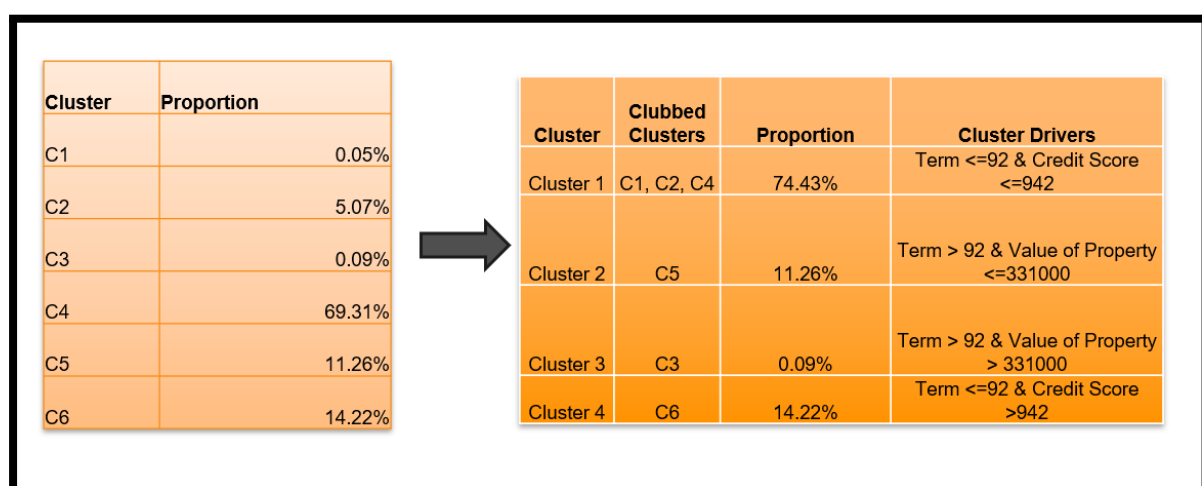 Cluster Proportion
C1 0.05%
C2 5.07%
C3 0.09%
C4 69.31%
C5 11.26%
C6 14.22%
Clubbed
Cluster Clusters Proportion Cluster Drivers
Term <=92 & Credit Score
Cluster 1 C1, C2, C4 74.43% <=942
Term > 92 & Value of Property
Cluster 2 C5 11.26% <=331000
Term > 92 & Value of Property
Cluster 3 C3 0.09% > 331000
Term <=92 & Credit Score
Cluster 4 C6 14.22% >942